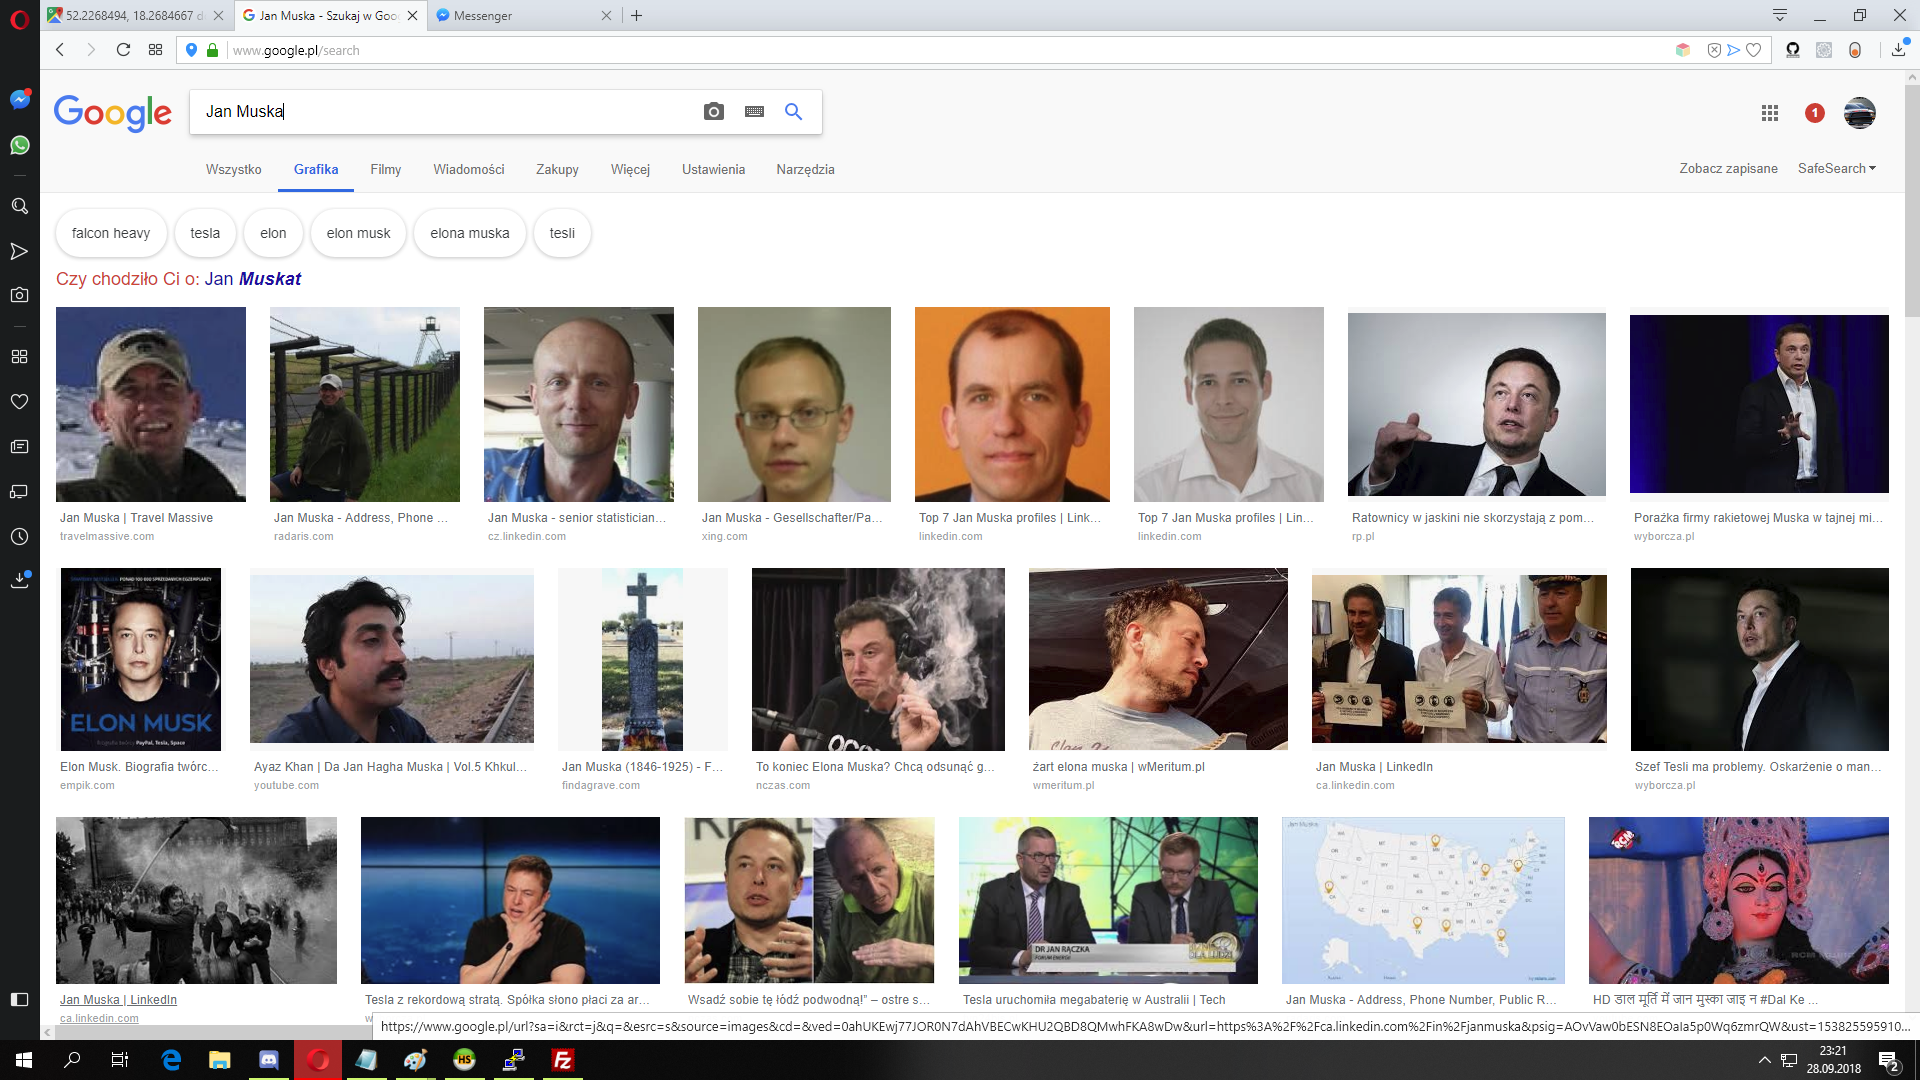 52.2268494, 18.2684667
Jan Muska - Szukaj w Goo
Messenger
www.google.pl/search
Google
Jan Muska
1
Wszystko
Grafika
Filmy
Wiadomości
Zakupy
Więcej
Ustawienia
Narzędzia
Zobacz zapisane
SafeSearch
falcon heavy
tesla
elon
elon musk
elona muska
tesli
Czy chodziło Ci o: Jan Muskat
Jan Muska | Travel Massive
travelmassive.com
Jan Muska - Address, Phone ...
radaris.com
Jan Muska - senior statistician...
cz.linkedin.com
Jan Muska - Gesellschafter/Pa...
xing.com
Top 7 Jan Muska profiles | Link...
linkedin.com
Top 7 Jan Muska profiles | Lin...
linkedin.com
Ratownicy w jaskini nie skorzystają z pom...
rp.pl
Porażka firmy rakietowej Muska w tajnej mi...
wyborcza.pl
ELON MUSK
Elon Musk. Biografia twórc...
empik.com
Ayaz Khan | Da Jan Hagha Muska | Vol.5 Khkul...
youtube.com
Jan Muska (1846-1925) - F...
findagrave.com
To koniec Elona Muska? Chcą odsunąć g...
nczas.com
żart elona muska | wMeritum.pl
wmeritum.pl
Jan Muska | LinkedIn
ca.linkedin.com
Szef Tesli ma problemy. Oskarżenie o man...
wyborcza.pl
DR JAN RĄCZKA
FORUM ENERGII
Jan Muska | LinkedIn
ca.linkedin.com
Tesla z rekordową stratą. Spółka słono płaci za ar...
Wsadź sobie tę łódź podwodną!" – ostre s...
Tesla uruchomiła megabaterię w Australii | Tech
Jan Muska - Address, Phone Number, Public R...
HD डाल मूर्ति में जान मुस्का जाइ न #Dal Ke ...
https://www.google.pl/url?sa=i&rct=j&q=&esrc=s&source=images&cd=&ved=0ahUKEwj77JOR0N7dAhVBECwKHU2QBD8QMwhFKA8wDw&url=https%3A%2F%2Fca.linkedin.com%2Fin%2Fjanmuska&psig=AOvVaw0bESN8EOaIa5p0Wq6zmrQW&ust=153825595910...
HS
Fz
23:21
28.09.2018
2